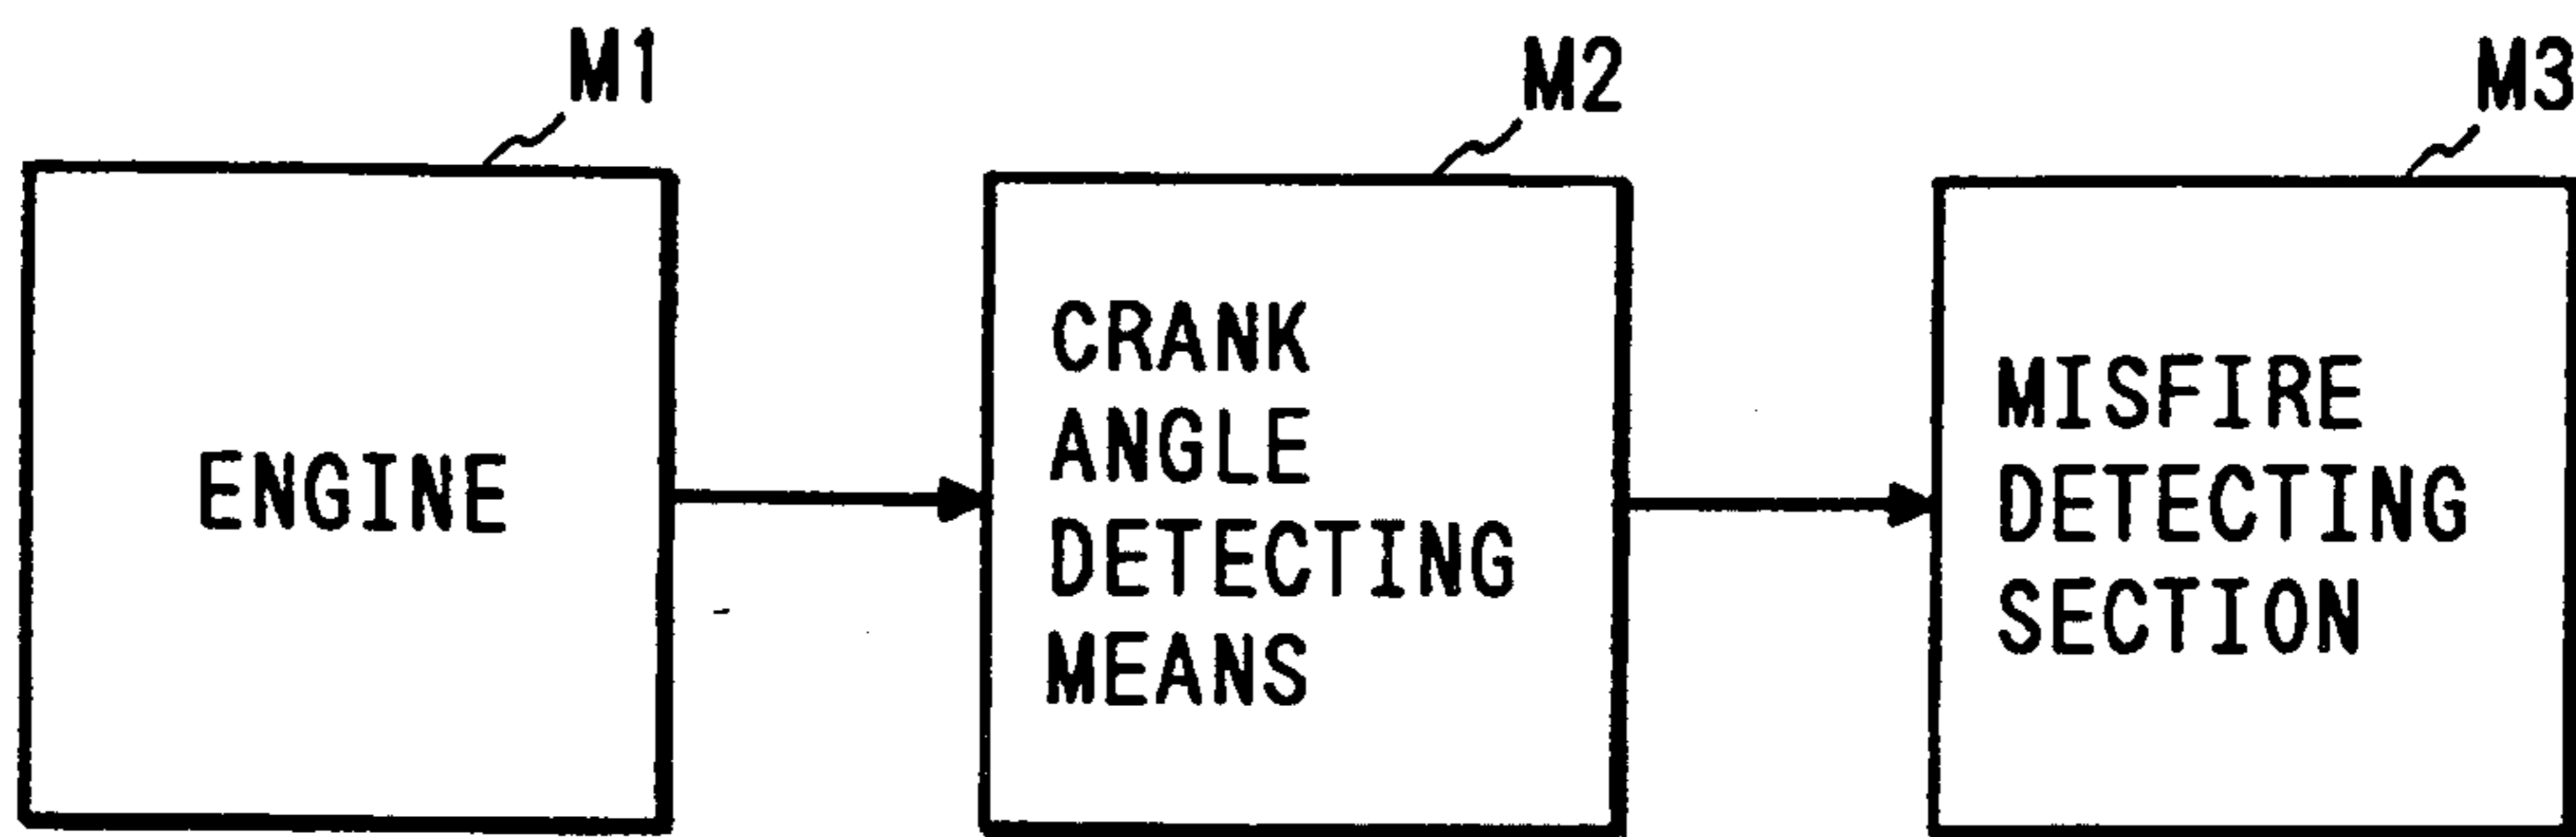 M1
M2
M3
ENGINE
CRANK
ANGLE
DETECTING
MEANS
MISFIRE
DETECTING
SECTION